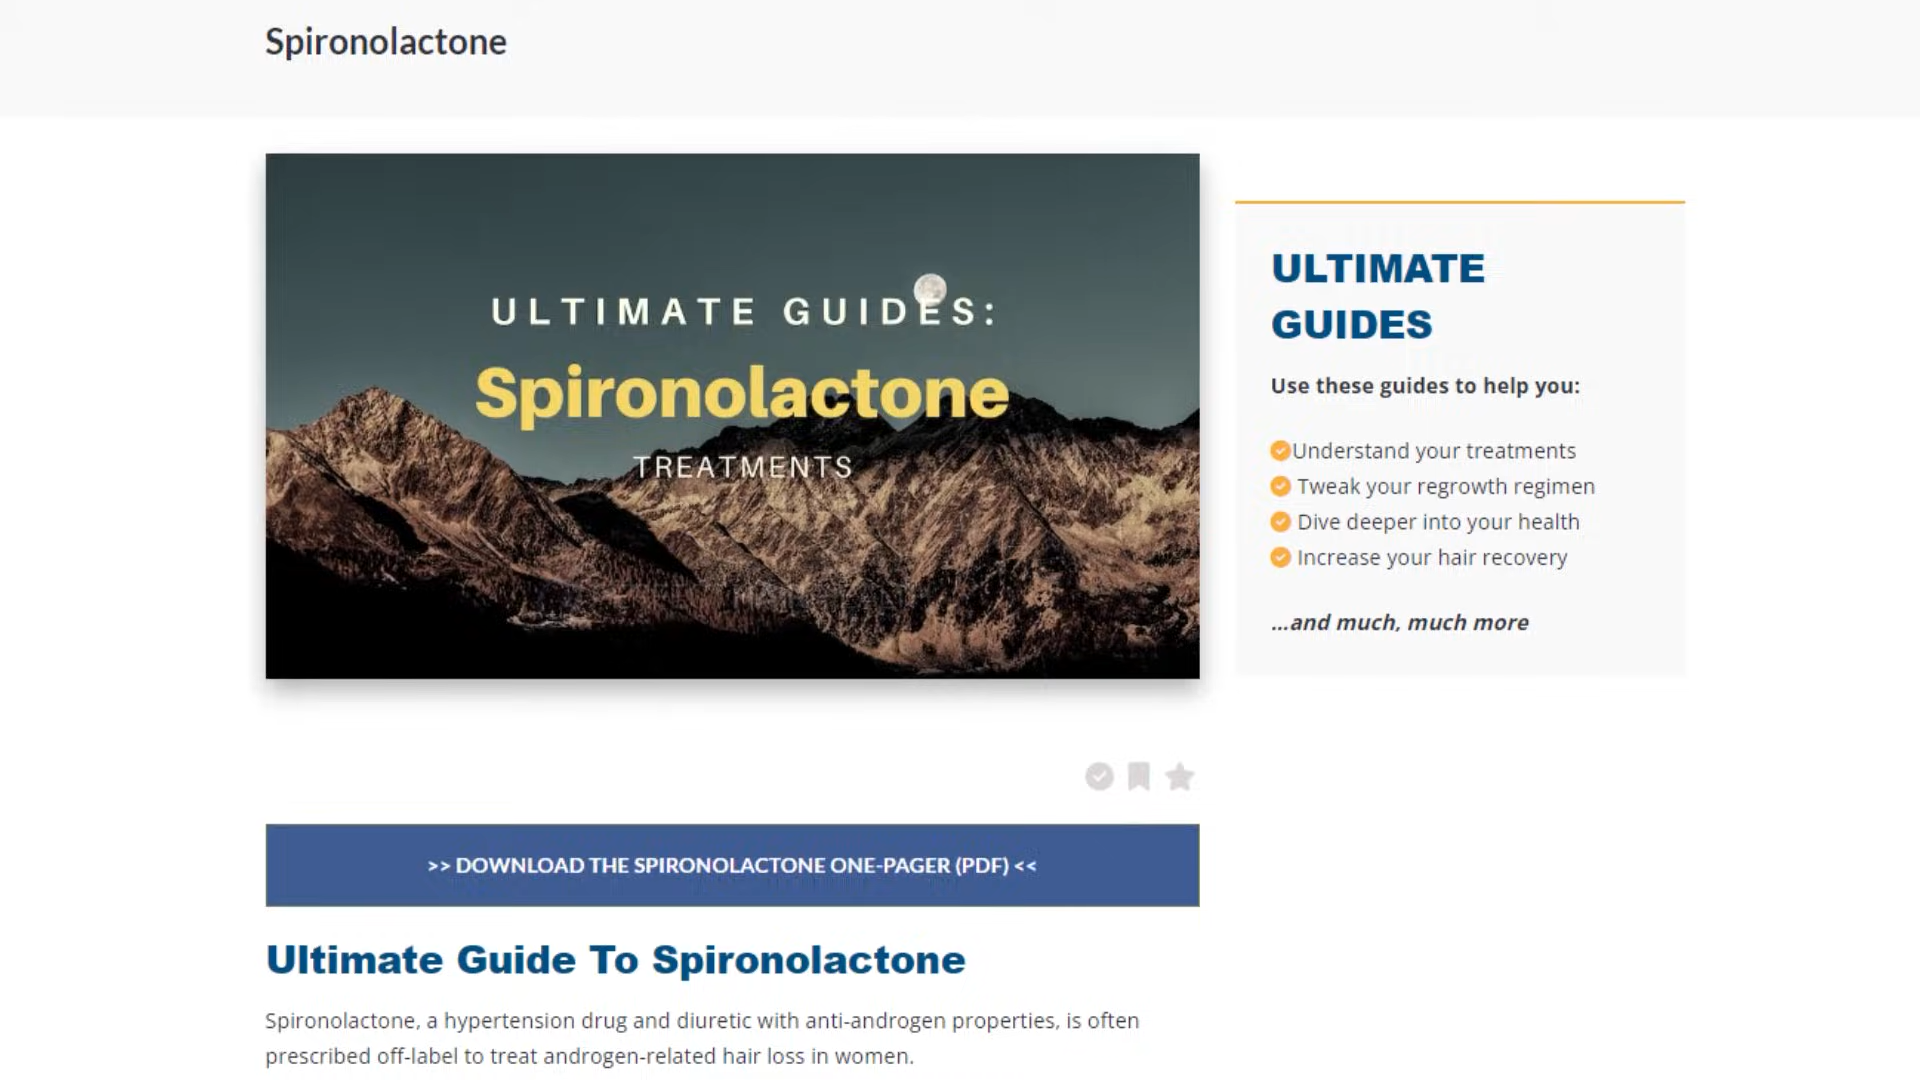 Spironolactone
ULTIMATE GUIDES:
Spironolactone
TREATMENTS
ULTIMATE
GUIDES
Use these guides to help you:
Understand your treatments
Tweak your regrowth regimen
Dive deeper into your health
Increase your hair recovery
...and much, much more
>> DOWNLOAD THE SPIRONOLACTONE ONE-PAGER (PDF) <<
Ultimate Guide To Spironolactone
Spironolactone, a hypertension drug and diuretic with anti-androgen properties, is often
prescribed off-label to treat androgen-related hair loss in women.